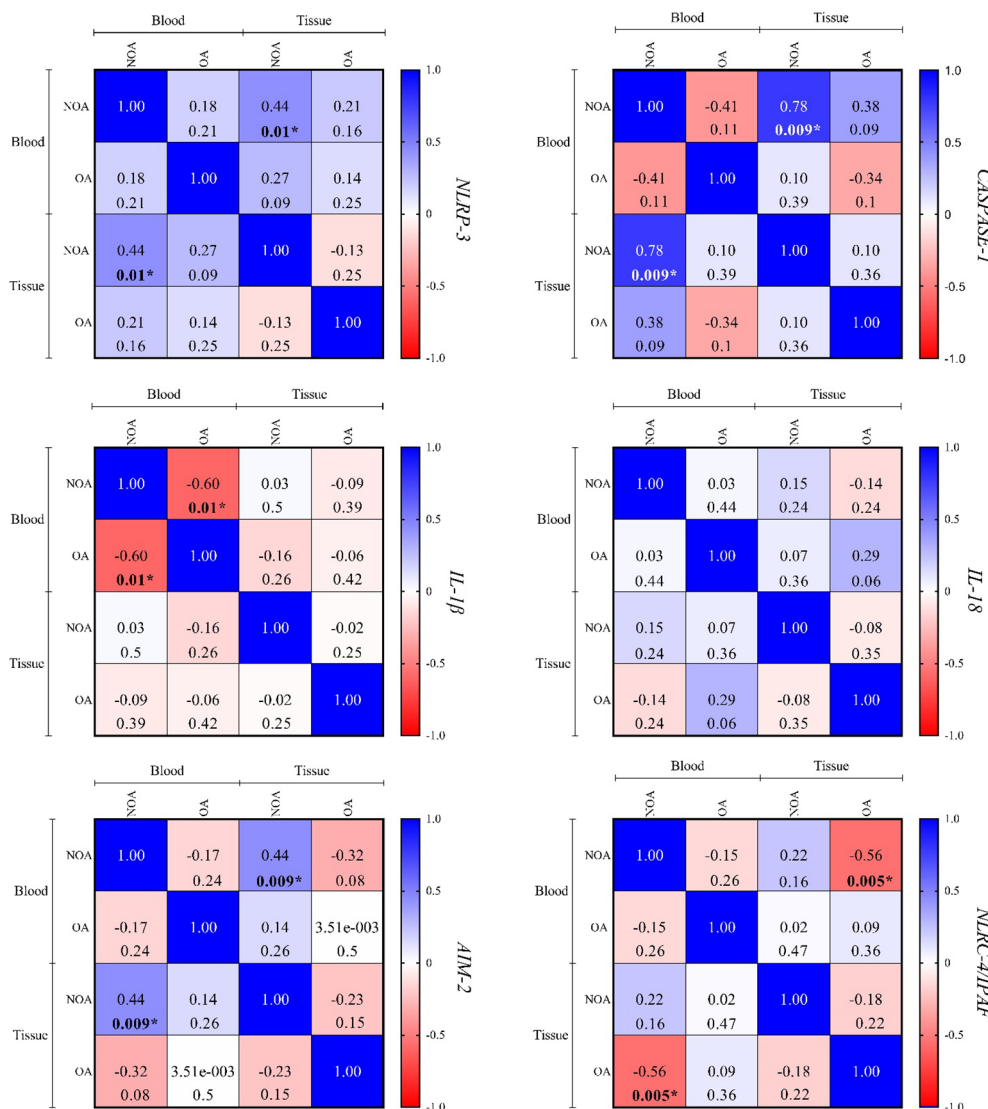 Blood Tissue
NOA OA NOA OA
Blood
Tissue
NOA 1.00 0.18 0.44 0.21
0.21 0.01* 0.16
OA 0.18 1.00 0.27 0.14
0.21 0.09 0.25
NOA 0.44 0.27 1.00 -0.13
0.01* 0.09 0.25
OA 0.21 0.14 -0.13 1.00
0.16 0.25 0.25
1.0
0.5
0
-0.5
-1.0
NLRP-3
Blood Tissue
NOA OA NOA OA
Blood
Tissue
NOA 1.00 -0.41 0.78 0.38
0.11 0.009* 0.09
OA -0.41 1.00 0.10 -0.34
0.11 0.39 0.1
NOA 0.78 0.10 1.00 0.10
0.009* 0.39 0.36
OA 0.38 -0.34 0.10 1.00
0.09 0.1 0.36
1.0
0.5
0
-0.5
-1.0
CASPASE-1
Blood Tissue
NOA OA NOA OA
Blood
Tissue
NOA 1.00 -0.60 0.03 -0.09
0.01* 0.5 0.39
OA -0.60 1.00 -0.16 -0.06
0.01* 0.26 0.42
NOA 0.03 -0.16 1.00 -0.02
0.5 0.26 0.25
OA -0.09 -0.06 -0.02 1.00
0.39 0.42 0.25
1.0
0.5
0
-0.5
-1.0
IL-1β
Blood Tissue
NOA OA NOA OA
Blood
Tissue
NOA 1.00 0.03 0.15 -0.14
0.44 0.24 0.24
OA 0.03 1.00 0.07 0.29
0.44 0.36 0.06
NOA 0.15 0.07 1.00 -0.08
0.24 0.36 0.35
OA -0.14 0.29 -0.08 1.00
0.24 0.06 0.35
1.0
0.5
0
-0.5
-1.0
IL-18
Blood Tissue
NOA OA NOA OA
Blood
Tissue
NOA 1.00 -0.17 0.44 -0.32
0.24 0.009* 0.08
OA -0.17 1.00 0.14 3.51e-003
0.24 0.26 0.5
NOA 0.44 0.14 1.00 -0.23
0.009* 0.26 0.15
OA -0.32 3.51e-003 -0.23 1.00
0.08 0.5 0.15
1.0
0.5
0
-0.5
-1.0
AIM-2
Blood Tissue
NOA OA NOA OA
Blood
Tissue
NOA 1.00 -0.15 0.22 -0.56
0.26 0.16 0.005*
OA -0.15 1.00 0.02 0.09
0.26 0.47 0.36
NOA 0.22 0.02 1.00 -0.18
0.16 0.47 0.22
OA -0.56 0.09 -0.18 1.00
0.005* 0.36 0.22
1.0
0.5
0
-0.5
-1.0
NLRC-4/IPAF